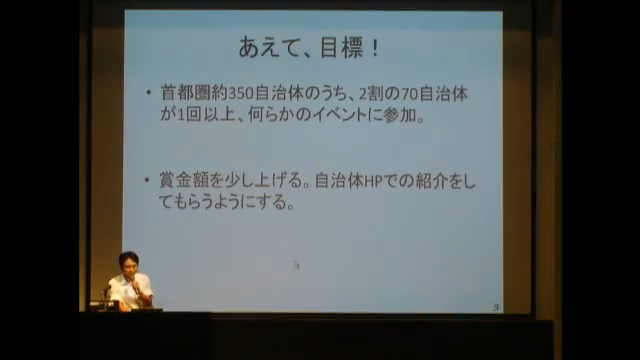 あえて、目標！
・ 首都圏約350自治体のうち、2割の70自治体
が1回以上、何らかのイベントに参加。
・ 賞金額を少し上げる。自治体HPでの紹介をし
てもらうようにする。
9